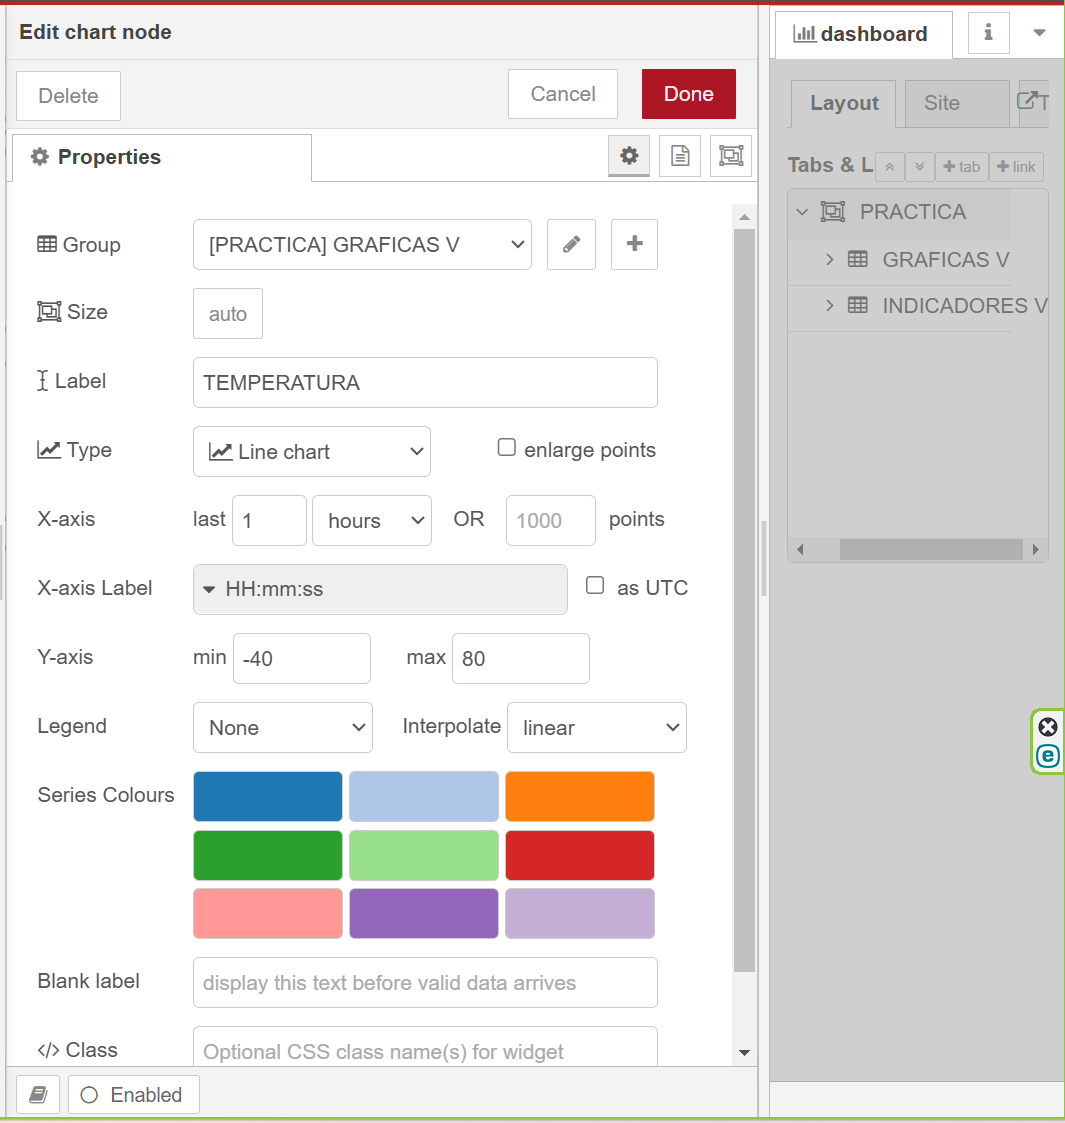 Edit chart node
Delete
Cancel
Done
Properties
Group
[PRACTICA] GRAFICAS V
Size
auto
Label
TEMPERATURA
Type
Line chart
enlarge points
X-axis
last
1
hours
OR
1000
points
X-axis Label
HH:mm:ss
as UTC
Y-axis
min
-40
max
80
Legend
None
Interpolate
linear
Series Colours
Blank label
display this text before valid data arrives
</> Class
Optional CSS class name(s) for widget
Enabled
dashboard
i
Layout
Site
T
Tabs & L
+ tab
+ link
PRACTICA
GRAFICAS V
INDICADORES V
e